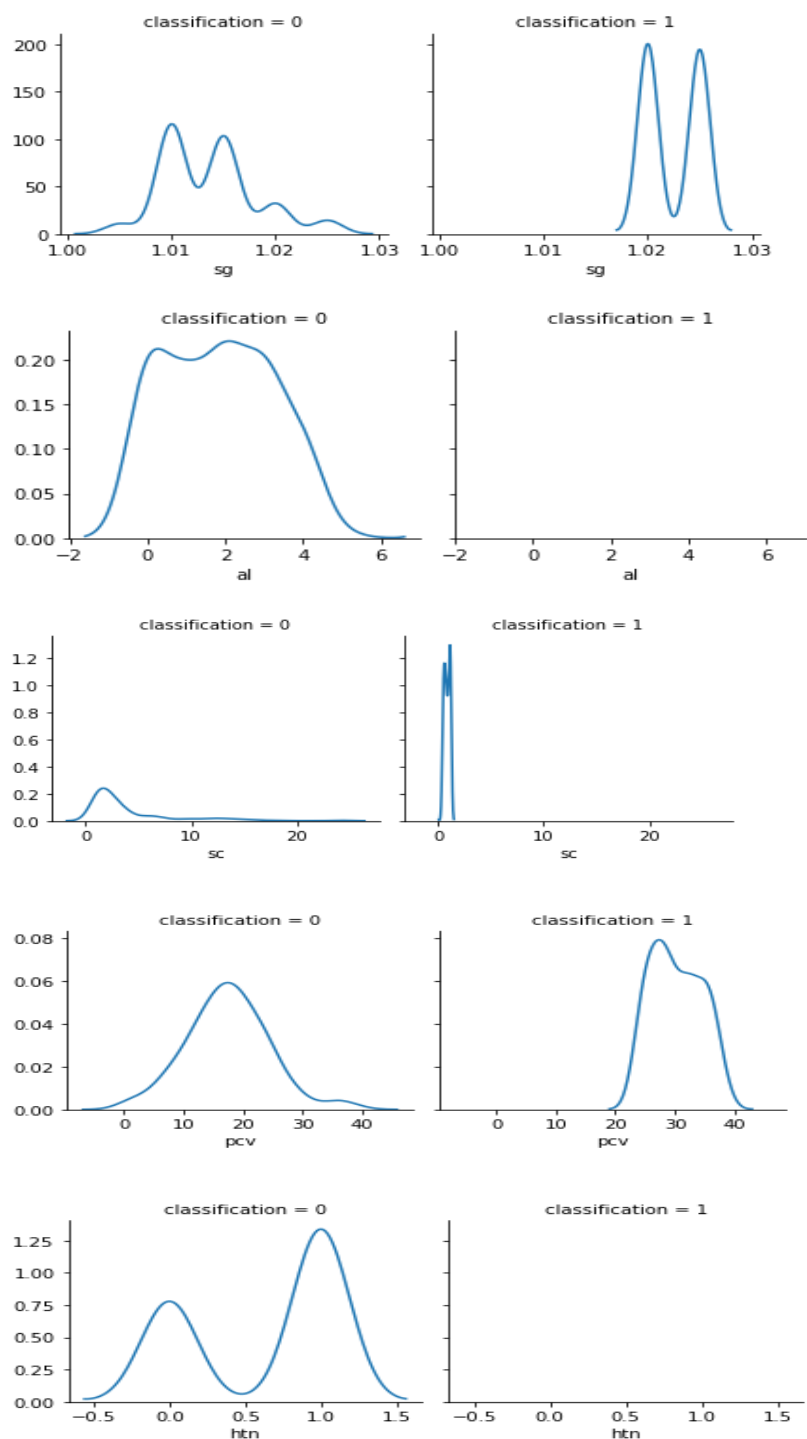 classification = 0 classification = 1
200
150
100
50
0
1.00 1.01 1.02 1.03 1.00 1.01 1.02 1.03
sg sg
classification = 0 classification = 1
0.20
0.15
0.10
0.05
0.00
−2 0 2 4 6 −2 0 2 4 6
al al
classification = 0 classification = 1
1.2
1.0
0.8
0.6
0.4
0.2
0.0
0 10 20 0 10 20
sc sc
classification = 0 classification = 1
0.08
0.06
0.04
0.02
0.00
0 10 20 30 40 0 10 20 30 40
pcv pcv
classification = 0 classification = 1
1.25
1.00
0.75
0.50
0.25
0.00
−0.5 0.0 0.5 1.0 1.5 −0.5 0.0 0.5 1.0 1.5
htn htn